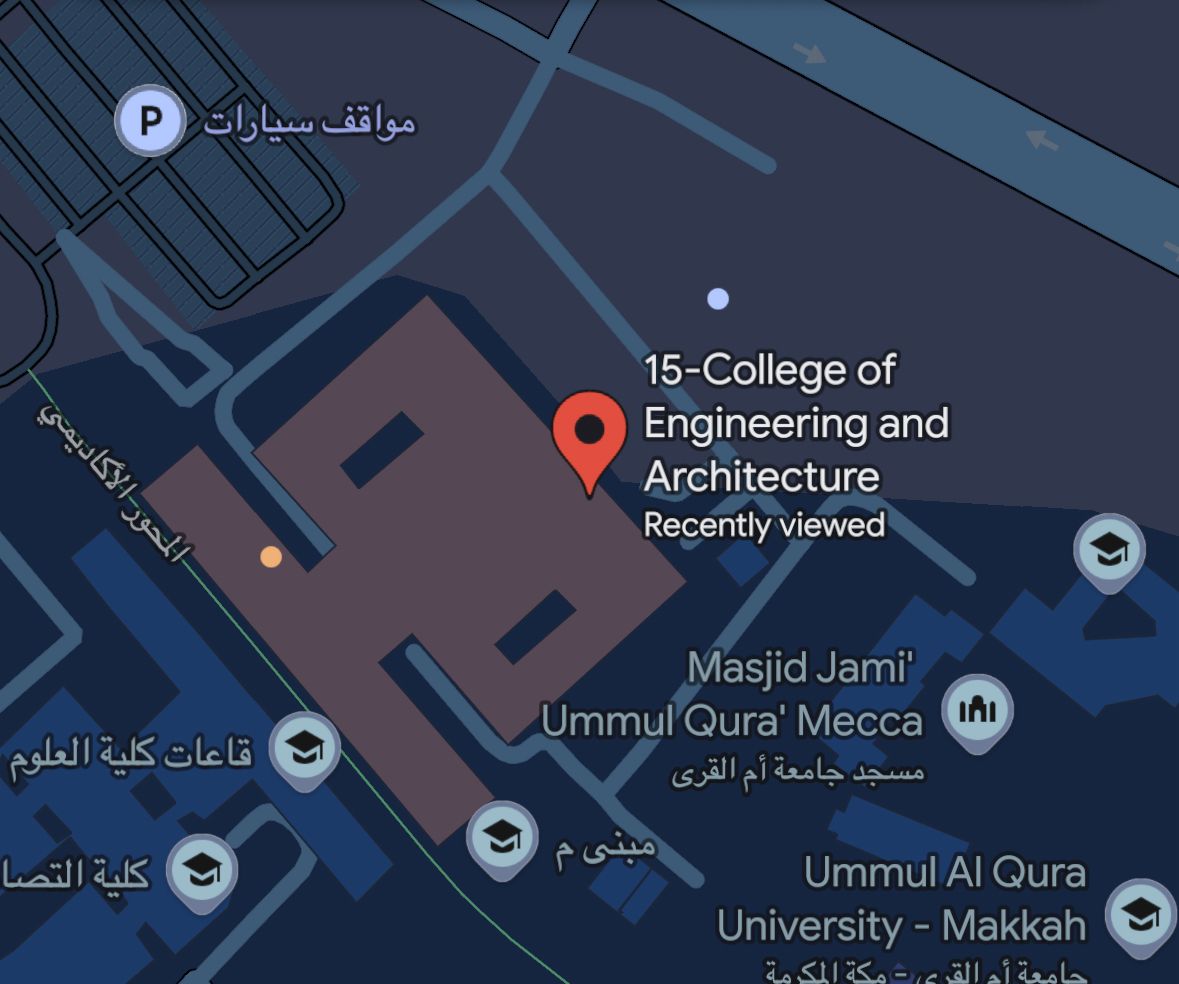 P
مواقف سيارات
15-College of
Engineering and
Architecture
Recently viewed
المحور الأكاديمي
Masjid Jami'
Ummul Qura' Mecca
مسجد جامعة أم القرى
قاعات كلية العلوم
مبنى م
كلية التصا
Ummul Al Qura
University - Makkah
جامعة أم القرى - مكة المكرمة